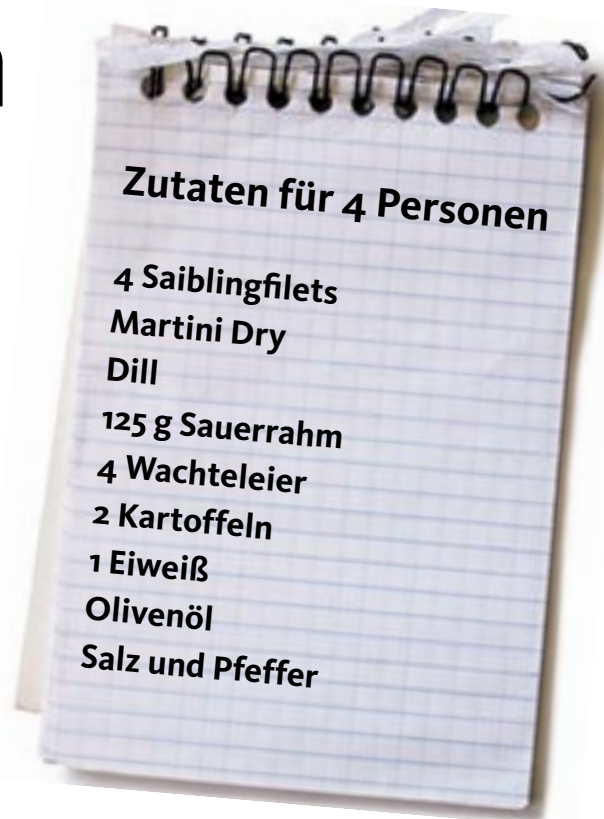 Zutaten für 4 Personen
4 Saiblingfilets
Martini Dry
Dill
125 g Sauerrahm
4 Wachteleier
2 Kartoffeln
1 Eiweiß
Olivenöl
Salz und Pfeffer